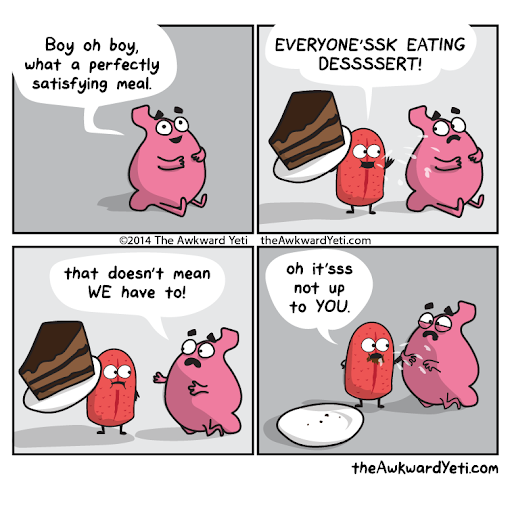 Boy oh boy,
what a perfectly
satisfying meal.
EVERYONE'SSK EATING
DESSSSERT!
©2014 The Awkward Yeti theAwkwardYeti.com
that doesn't mean
WE have to!
oh it'sss
not up
to YOU.
theAwkwardYeti.com